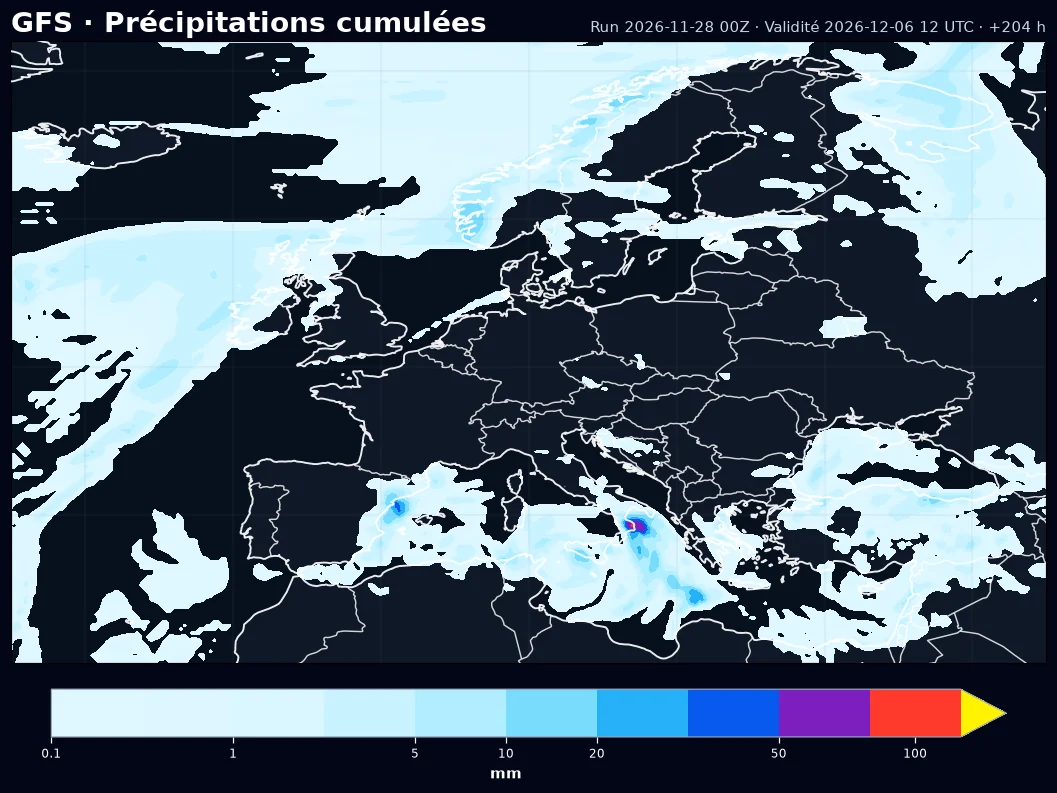 GFS · Précipitations cumulées
Run 2026-11-28 00Z · Validité 2026-12-06 12 UTC · +204 h
0.1 1 5 10 20 50 100
mm